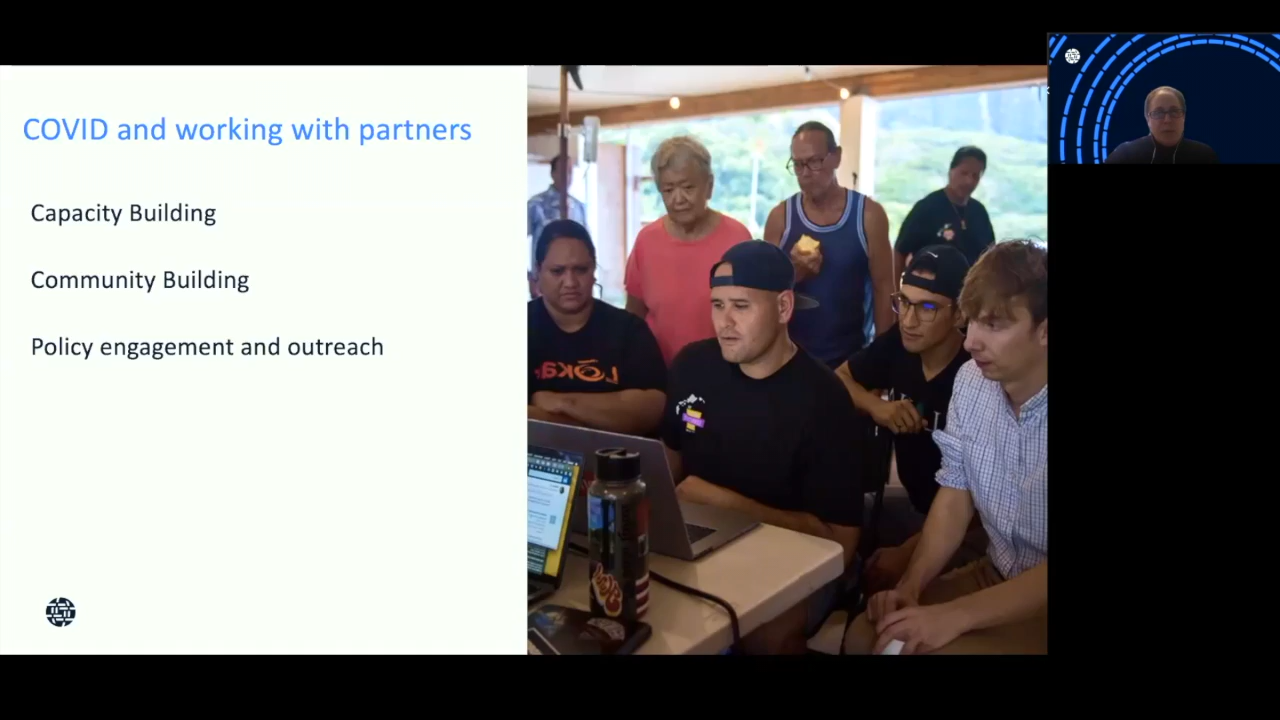 COVID and working with partners
Capacity Building
Community Building
Policy engagement and outreach